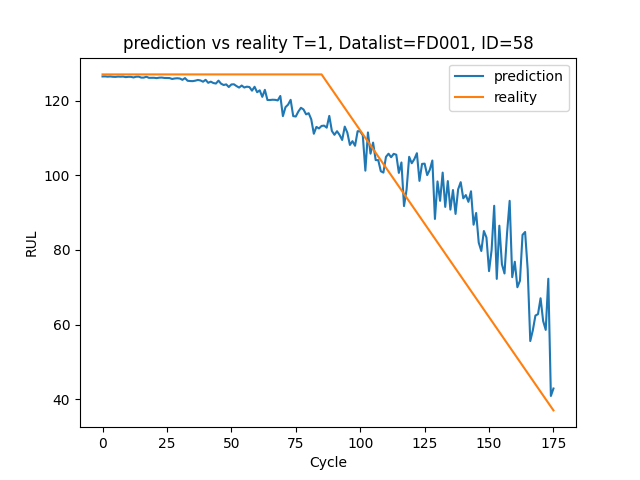 prediction vs reality T=1, Datalist=FD001, ID=58
prediction
reality
RUL
120
100
80
60
40
0 25 50 75 100 125 150 175
Cycle